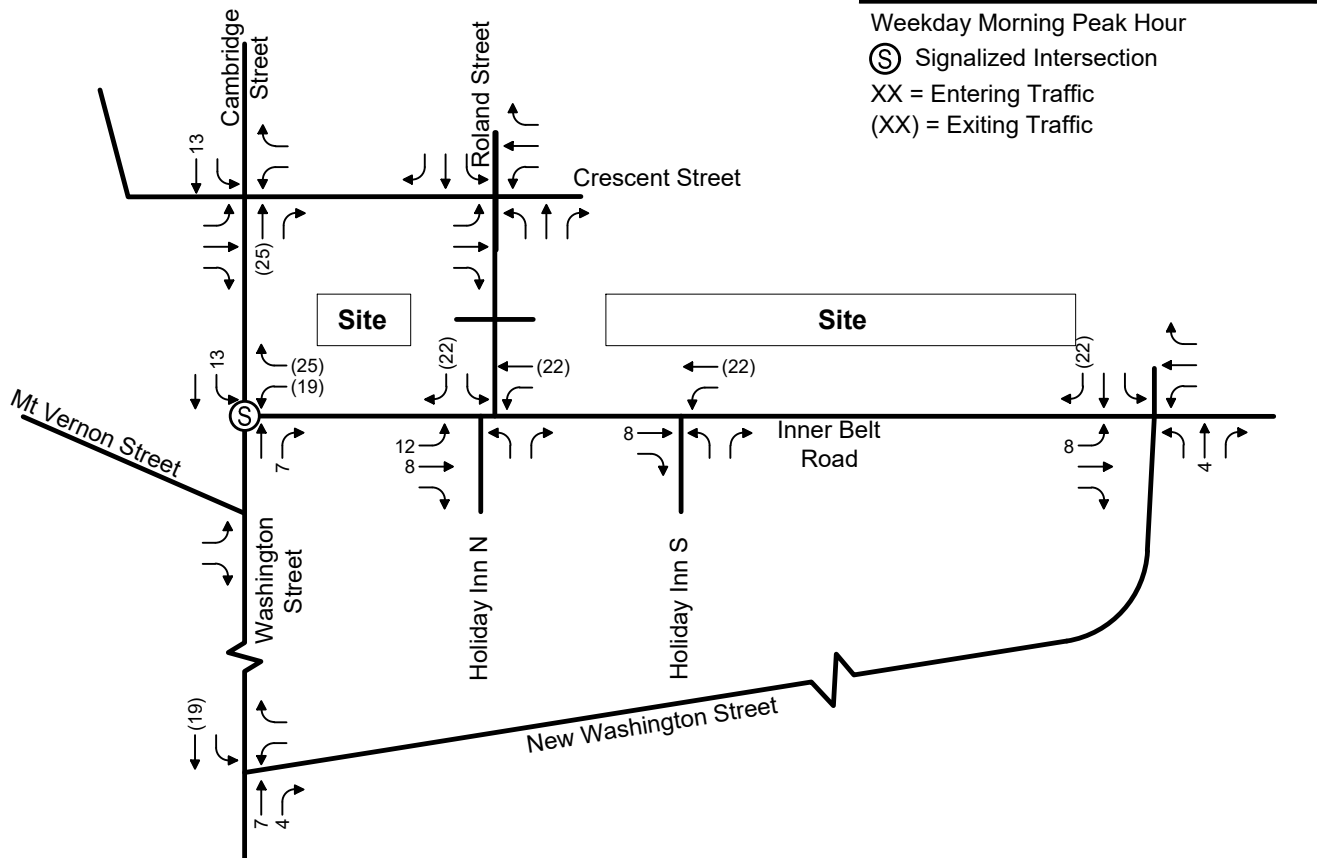 Weekday Morning Peak Hour
S Signalized Intersection
XX = Entering Traffic
(XX) = Exiting Traffic
Cambridge
Street
Roland Street
13
Crescent Street
(25)
Site
Site
13
(25)
(19)
(22)
(22)
(22)
(22)
S
Mt Vernon Street
7
12
8
8
Inner Belt
Road
8
4
Washington
Street
Holiday Inn N
Holiday Inn S
(19)
New Washington Street
7
4